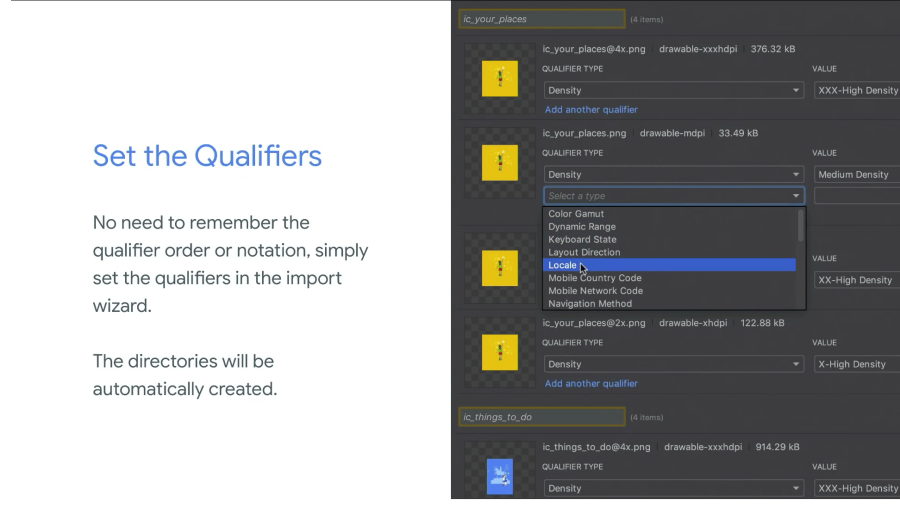 Set the Qualifiers
No need to remember the
qualifier order or notation, simply
set the qualifiers in the import
wizard.
The directories will be
automatically created.
ic_your_places (4 items)
ic_your_places@4x.png drawable-xxxhdpi 376.32 kB
QUALIFIER TYPE VALUE
Density XXX-High Density
Add another qualifier
ic_your_places.png drawable-mdpi 33.49 kB
QUALIFIER TYPE VALUE
Density Medium Density
Select a type
Color Gamut
Dynamic Range
Keyboard State
Layout Direction
VALUE
Locale
Mobile Country Code
XX-High Density
Mobile Network Code
Navigation Method
ic_your_places@2x.png drawable-xhdpi 122.88 kB
QUALIFIER TYPE VALUE
Density X-High Density
Add another qualifier
ic_things_to_do (4 items)
ic_things_to_do@4x.png drawable-xxxhdpi 914.29 kB
QUALIFIER TYPE VALUE
Density XXX-High Density